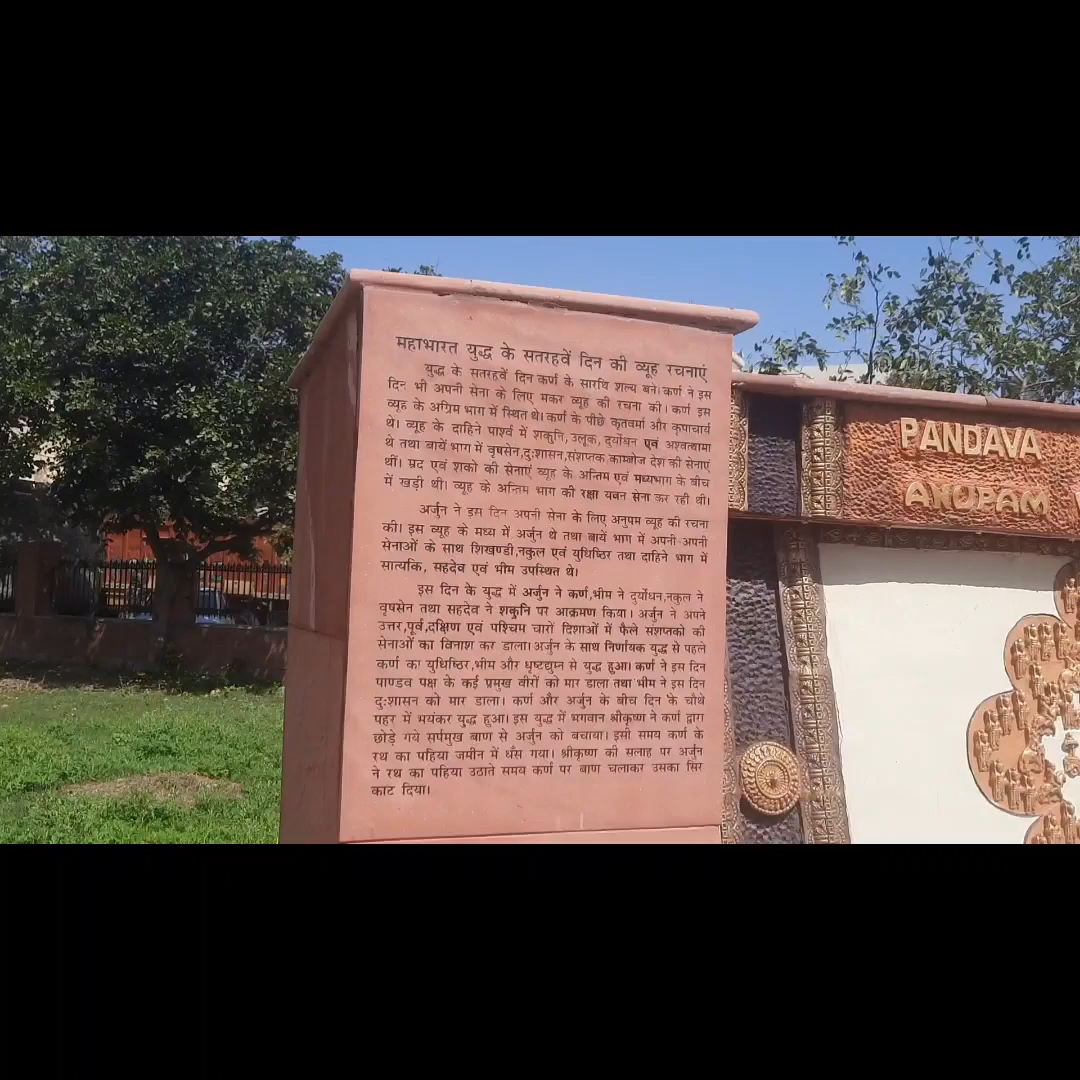 महाभारत युद्ध के सतरहवें दिन की व्यूह रचनाएं
युद्ध के सतरहवें दिन कर्ण के सारथि शल्य बने। कर्ण ने इस
दिन भी अपनी सेना के लिए मकर व्यूह की रचना की। कर्ण इस
व्यूह के अग्रिम भाग में स्थित थे। कर्ण के पीछे कृतवर्मा और कृपाचार्य
थे। व्यूह के दाहिने पार्श्व में शकुनि,उलूक, दुर्योधन एवं अश्वत्थामा
थे तथा बायें भाग में वृषसेन,दुःशासन,संशप्तक,काम्बोज देश की सेनाएं
थीं। म्रद एवं शकों की सेनाएं व्यूह के अन्तिम एवं मध्यभाग के बीच
में खड़ी थी। व्यूह के अन्तिम भाग की रक्षा यवन सेना कर रही थी।
अर्जुन ने इस दिन अपनी सेना के लिए अनुपम व्यूह की रचना
की। इस व्यूह के मध्य में अर्जुन थे तथा बायें भाग में अपनी-अपनी
सेनाओं के साथ शिखण्डी,नकुल एवं युधिष्ठिर तथा दाहिने भाग में
सात्यकि, सहदेव एवं भीम उपस्थित थे।
इस दिन के युद्ध में अर्जुन ने कर्ण,भीम ने दुर्योधन,नकुल ने
वृषसेन तथा सहदेव ने शकुनि पर आक्रमण किया। अर्जुन ने अपने
उत्तर,पूर्व,दक्षिण एवं पश्चिम चारों दिशाओं में फैले संशप्तकों की
सेनाओं का विनाश कर डाला। अर्जुन के साथ निर्णायक युद्ध से पहले
कर्ण का युधिष्ठिर,भीम और धृष्टद्युम्न से युद्ध हुआ। कर्ण ने इस दिन
पाण्डव पक्ष के कई प्रमुख वीरों को मार डाला तथा भीम ने इस दिन
दुःशासन को मार डाला। कर्ण और अर्जुन के बीच दिन के चौथे
पहर में भयंकर युद्ध हुआ। इस युद्ध में भगवान श्रीकृष्ण ने कर्ण द्वारा
छोड़े गये सर्पमुख बाण से अर्जुन को बचाया। इसी समय कर्ण के
रथ का पहिया जमीन में धँस गया। श्रीकृष्ण की सलाह पर अर्जुन
ने रथ का पहिया उठाते समय कर्ण पर बाण चलाकर उसका सिर
काट दिया।
PANDAVA
ANUPAM